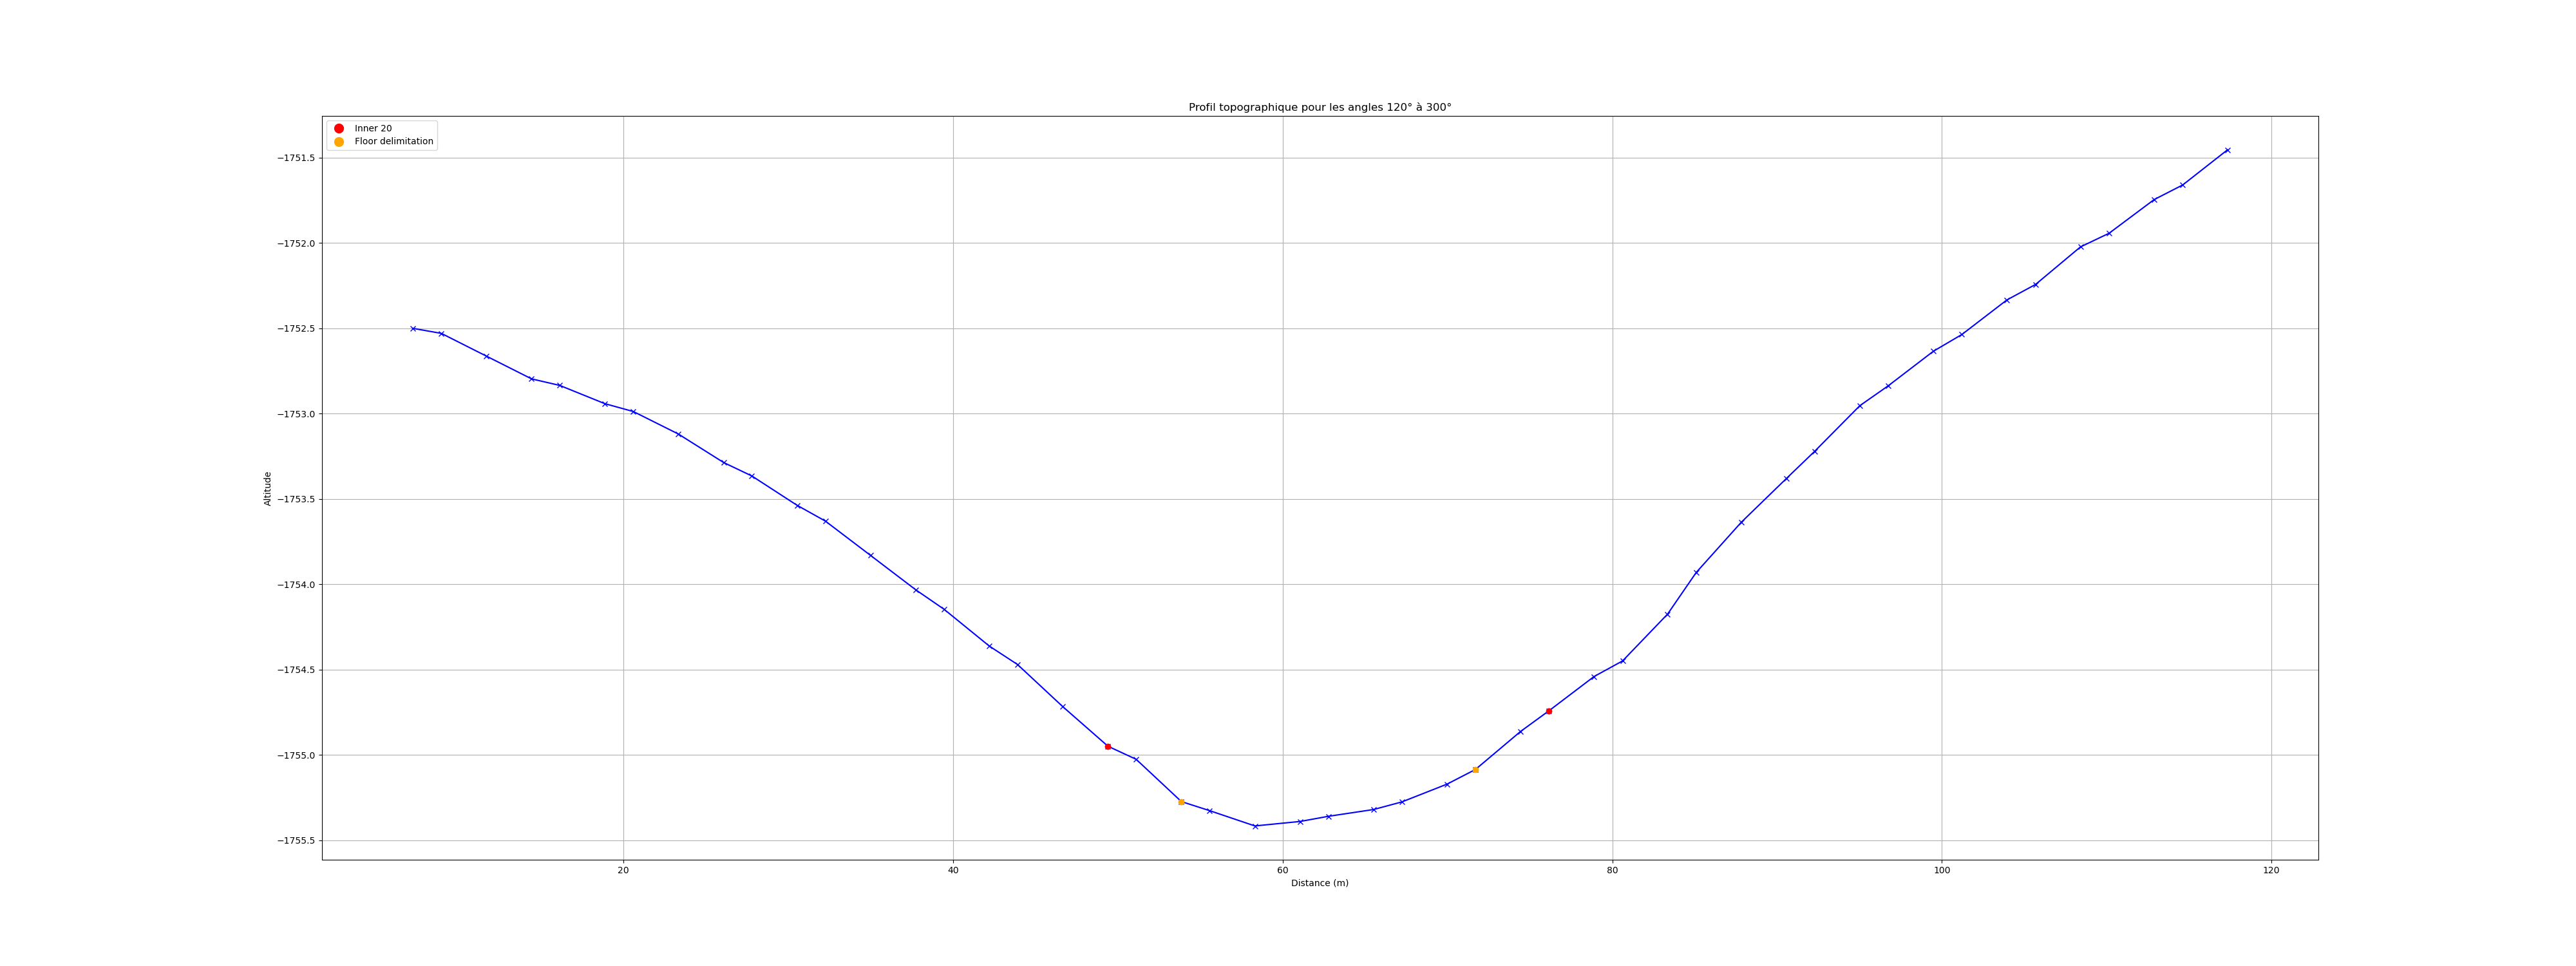 Profil topographique pour les angles 120° à 300°
Inner 20
Floor delimitation
Altitude
−1751.5
−1752.0
−1752.5
−1753.0
−1753.5
−1754.0
−1754.5
−1755.0
−1755.5
20 40 60 80 100 120
Distance (m)